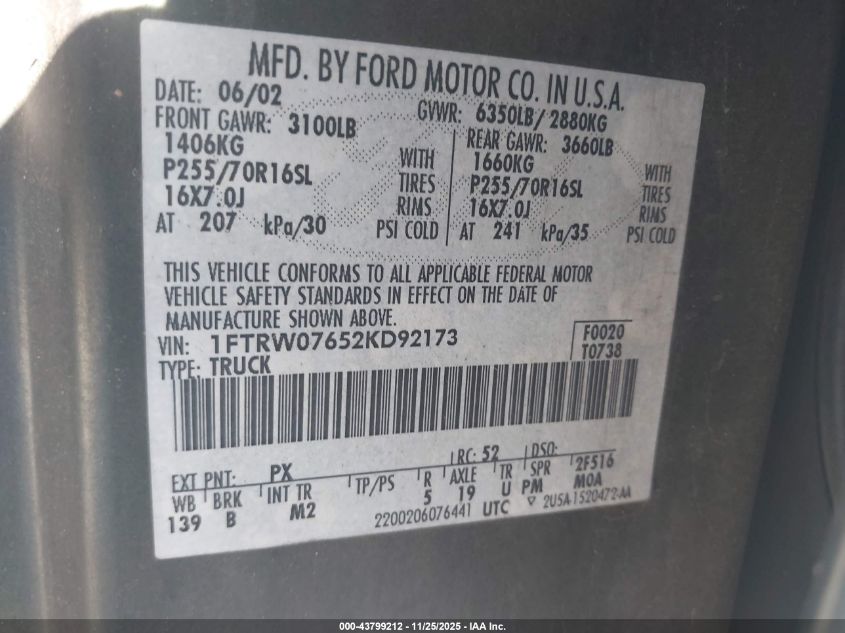 MFD. BY FORD MOTOR CO. IN U.S.A.
DATE: 06/02 GVWR: 6350LB/ 2880KG
FRONT GAWR: 3100LB REAR GAWR: 3660LB
1406KG WITH 1660KG WITH
P255/70R16SL TIRES P255/70R16SL TIRES
16X7.0J RIMS 16X7.0J RIMS
AT 207 kPa/30 PSI COLD AT 241 kPa/35 PSI COLD
THIS VEHICLE CONFORMS TO ALL APPLICABLE FEDERAL MOTOR
VEHICLE SAFETY STANDARDS IN EFFECT ON THE DATE OF
MANUFACTURE SHOWN ABOVE.
VIN: 1FTRW07652KD92173 F0020
TYPE: TRUCK T0738
EXT PNT: PX RC: 52 DSO:
WB BRK INT TR TP/PS R AXLE TR SPR 2F516
139 B M2 5 19 U PM M0A
2200206076441 UTC ▽ 2U5A-1520472-AA
000-43799212 - 11/25/2025 - IAA Inc.